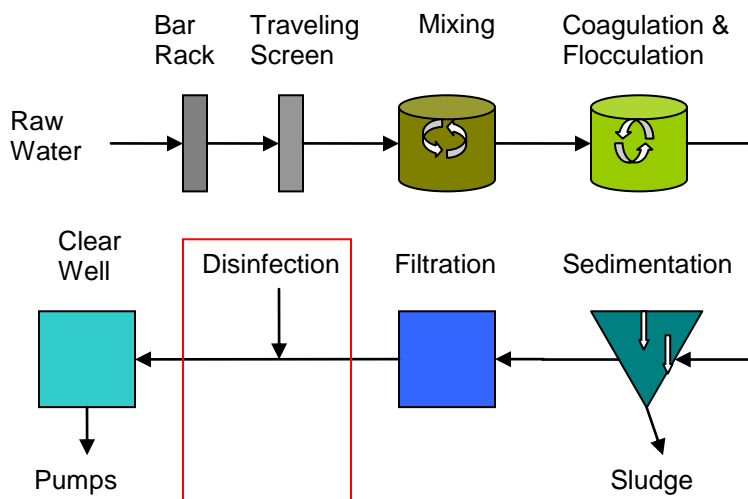 Bar
Rack
Traveling
Screen
Mixing
Coagulation &
Flocculation
Raw
Water
Clear
Well
Disinfection
Filtration
Sedimentation
Pumps
Sludge